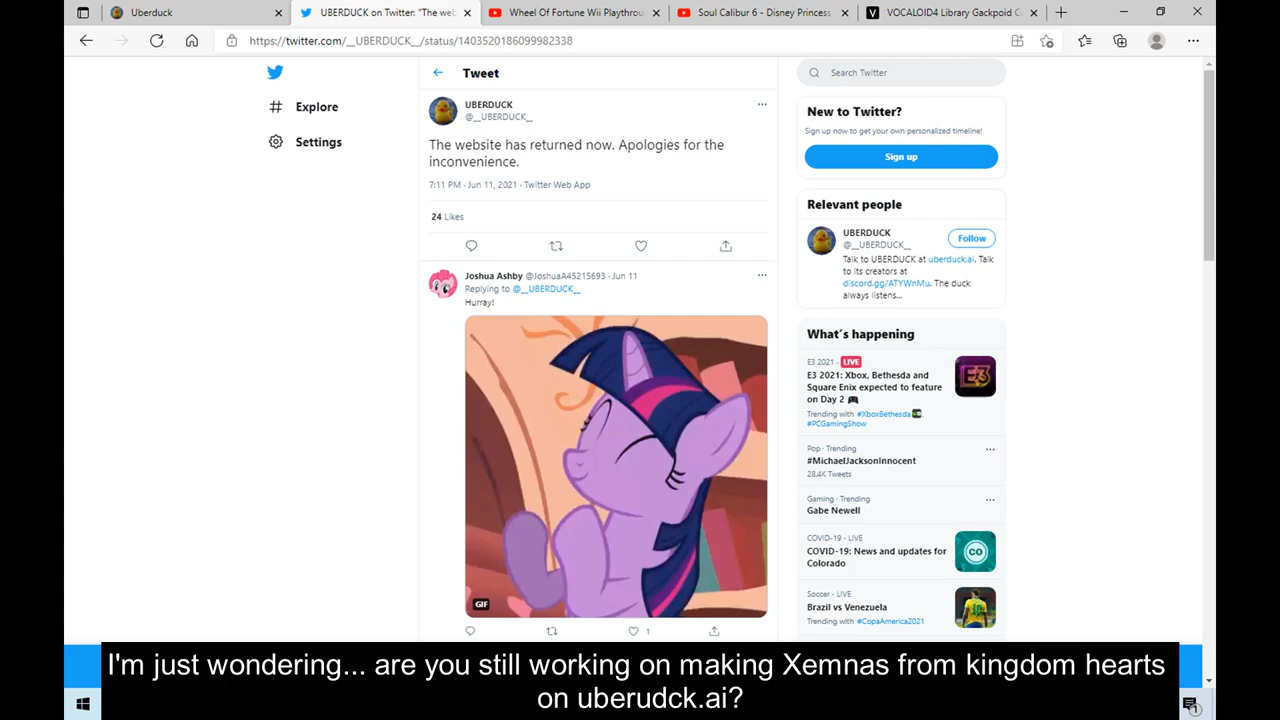 Uberduck
UBERDUCK on Twitter: "The web
Wheel Of Fortune Wii Playthrou
Soul Calibur 6 - Disney Princess
VOCALOID4 Library Gackpoid C
https://twitter.com/__UBERDUCK__/status/1403520186099982338
Explore
Settings
Tweet
UBERDUCK
@__UBERDUCK__
The website has returned now. Apologies for the
inconvenience.
7:11 PM · Jun 11, 2021 · Twitter Web App
24 Likes
Joshua Ashby @JoshuaA45215693 · Jun 11
Replying to @__UBERDUCK__
Hurray!
GIF
1
Search Twitter
New to Twitter?
Sign up now to get your own personalized timeline!
Sign up
Relevant people
UBERDUCK
@__UBERDUCK__
Follow
Talk to UBERDUCK at uberduck.ai. Talk
to its creators at
discord.gg/ATYWnMu. The duck
always listens...
What's happening
E3 2021 · LIVE
E3 2021: Xbox, Bethesda and
Square Enix expected to feature
on Day 2 🎮
Trending with #XboxBethesda
#PCGamingShow
E3
Pop · Trending
#MichaelJacksonInnocent
28.4K Tweets
Gaming · Trending
Gabe Newell
COVID-19 · LIVE
COVID-19: News and updates for
Colorado
CO
Soccer · LIVE
Brazil vs Venezuela
Trending with #CopaAmerica2021
I'm just wondering... are you still working on making Xemnas from kingdom hearts
on uberudck.ai?
1